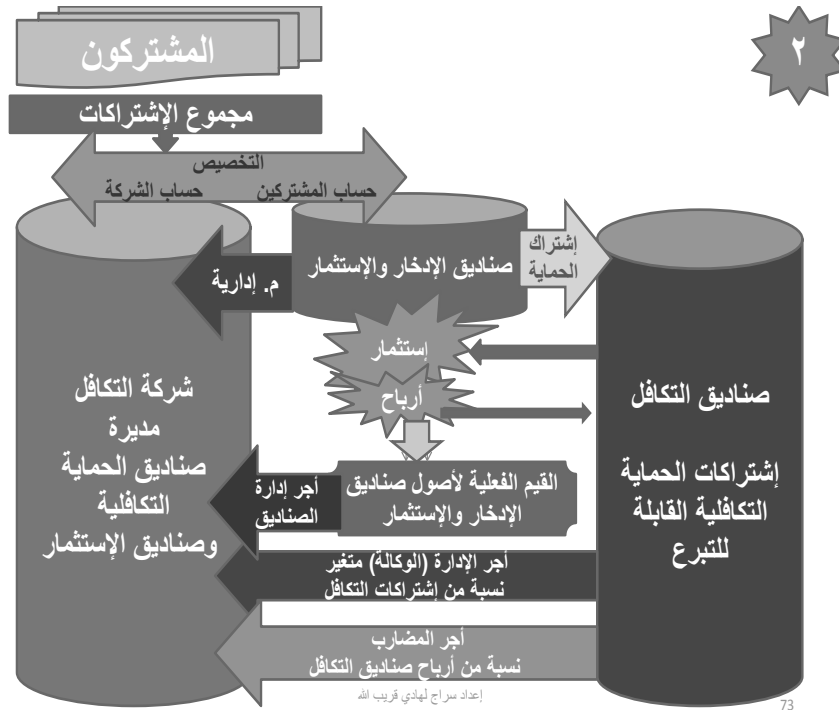 المشتركون
٢
مجموع الإشتراكات
التخصيص
حساب المشتركين
حساب الشركة
إشتراك
الحماية
صناديق الإدخار والإستثمار
م. إدارية
إستثمار
أرباح
شركة التكافل
مديرة
صناديق الحماية
التكافلية
وصناديق الإستثمار
صناديق التكافل
إشتراكات الحماية
التكافلية القابلة
للتبرع
القيم الفعلية لأصول صناديق
الإدخار والإستثمار
أجر إدارة
الصناديق
أجر الإدارة (الوكالة) متغير
نسبة من إشتراكات التكافل
أجر المضارب
نسبة من أرباح صناديق التكافل
إعداد سراج لهادي قريب الله
73